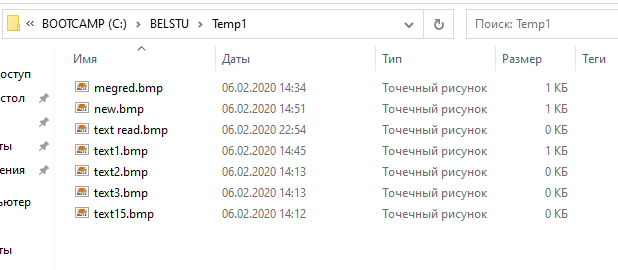 « BOOTCAMP (C:) > BELSTU > Temp1 Поиск: Temp1
Имя Дата Тип Размер Теги
оступ megred.bmp 06.02.2020 14:34 Точечный рисунок 1 КБ
стол new.bmp 06.02.2020 14:51 Точечный рисунок 1 КБ
text read.bmp 06.02.2020 22:54 Точечный рисунок 0 КБ
ты text1.bmp 06.02.2020 14:45 Точечный рисунок 1 КБ
ения text2.bmp 06.02.2020 14:13 Точечный рисунок 0 КБ
text3.bmp 06.02.2020 14:13 Точечный рисунок 0 КБ
ьютер text15.bmp 06.02.2020 14:12 Точечный рисунок 0 КБ
ты